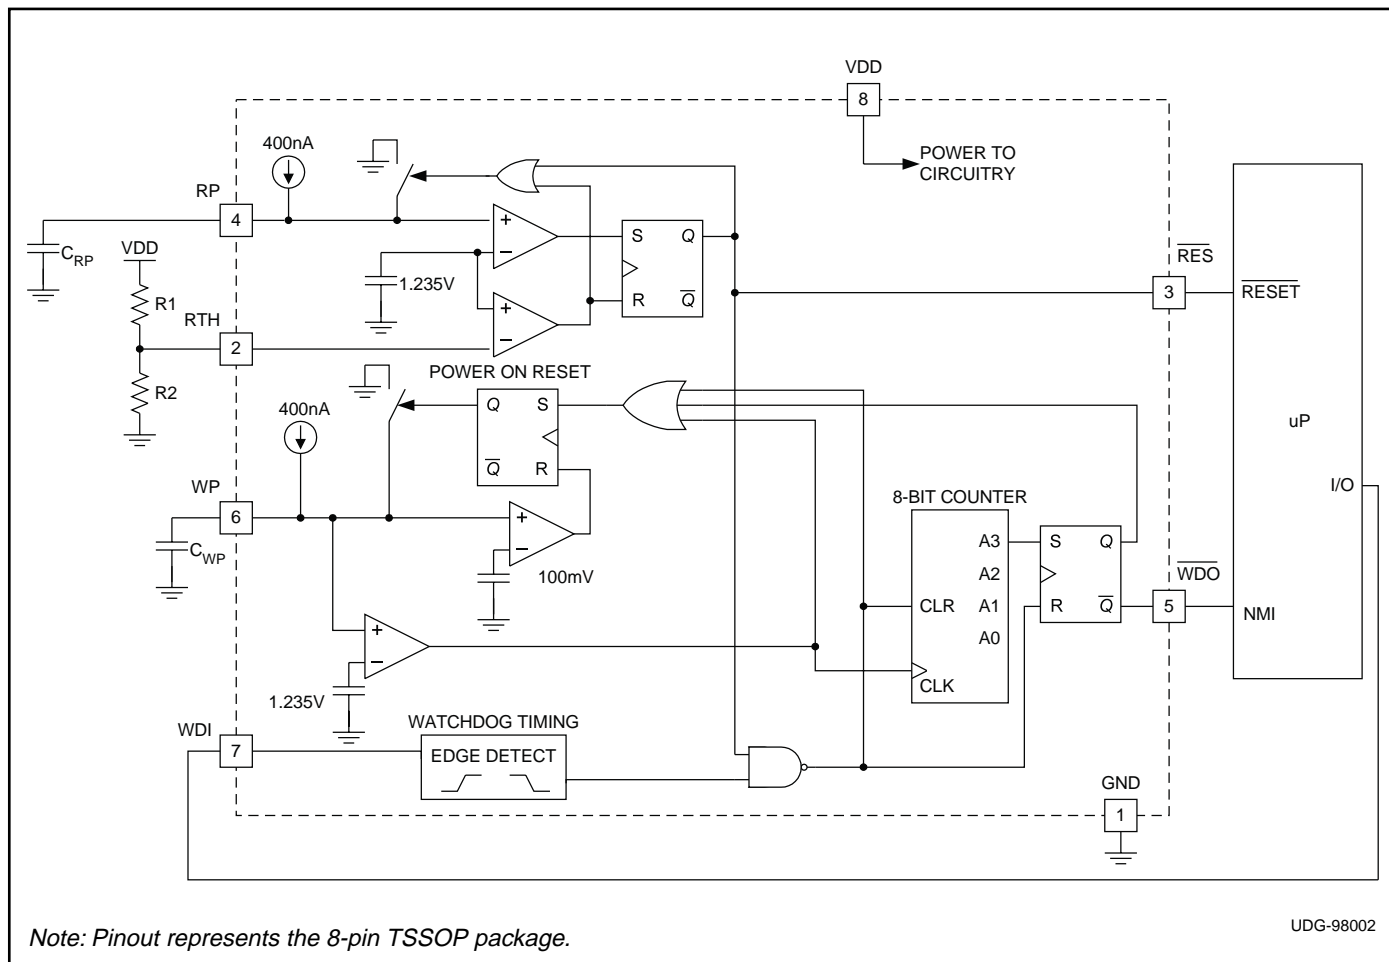 VDD
8
400nA
POWER TO
CIRCUITRY
RP
4
C_RP
VDD
+
−
S
Q
1.235V
R
Q̅
R̅E̅S̅
3
R̅E̅S̅E̅T̅
R1
RTH
2
+
−
POWER ON RESET
R2
400nA
Q
S
Q̅
R
uP
I/O
WP
6
C_WP
+
−
100mV
8-BIT COUNTER
A3
A2
A1
A0
CLR
CLK
S
Q
R
Q̅
W̅D̅O̅
5
NMI
+
−
1.235V
WATCHDOG TIMING
WDI
7
EDGE DETECT
GND
1
Note: Pinout represents the 8-pin TSSOP package.
UDG-98002